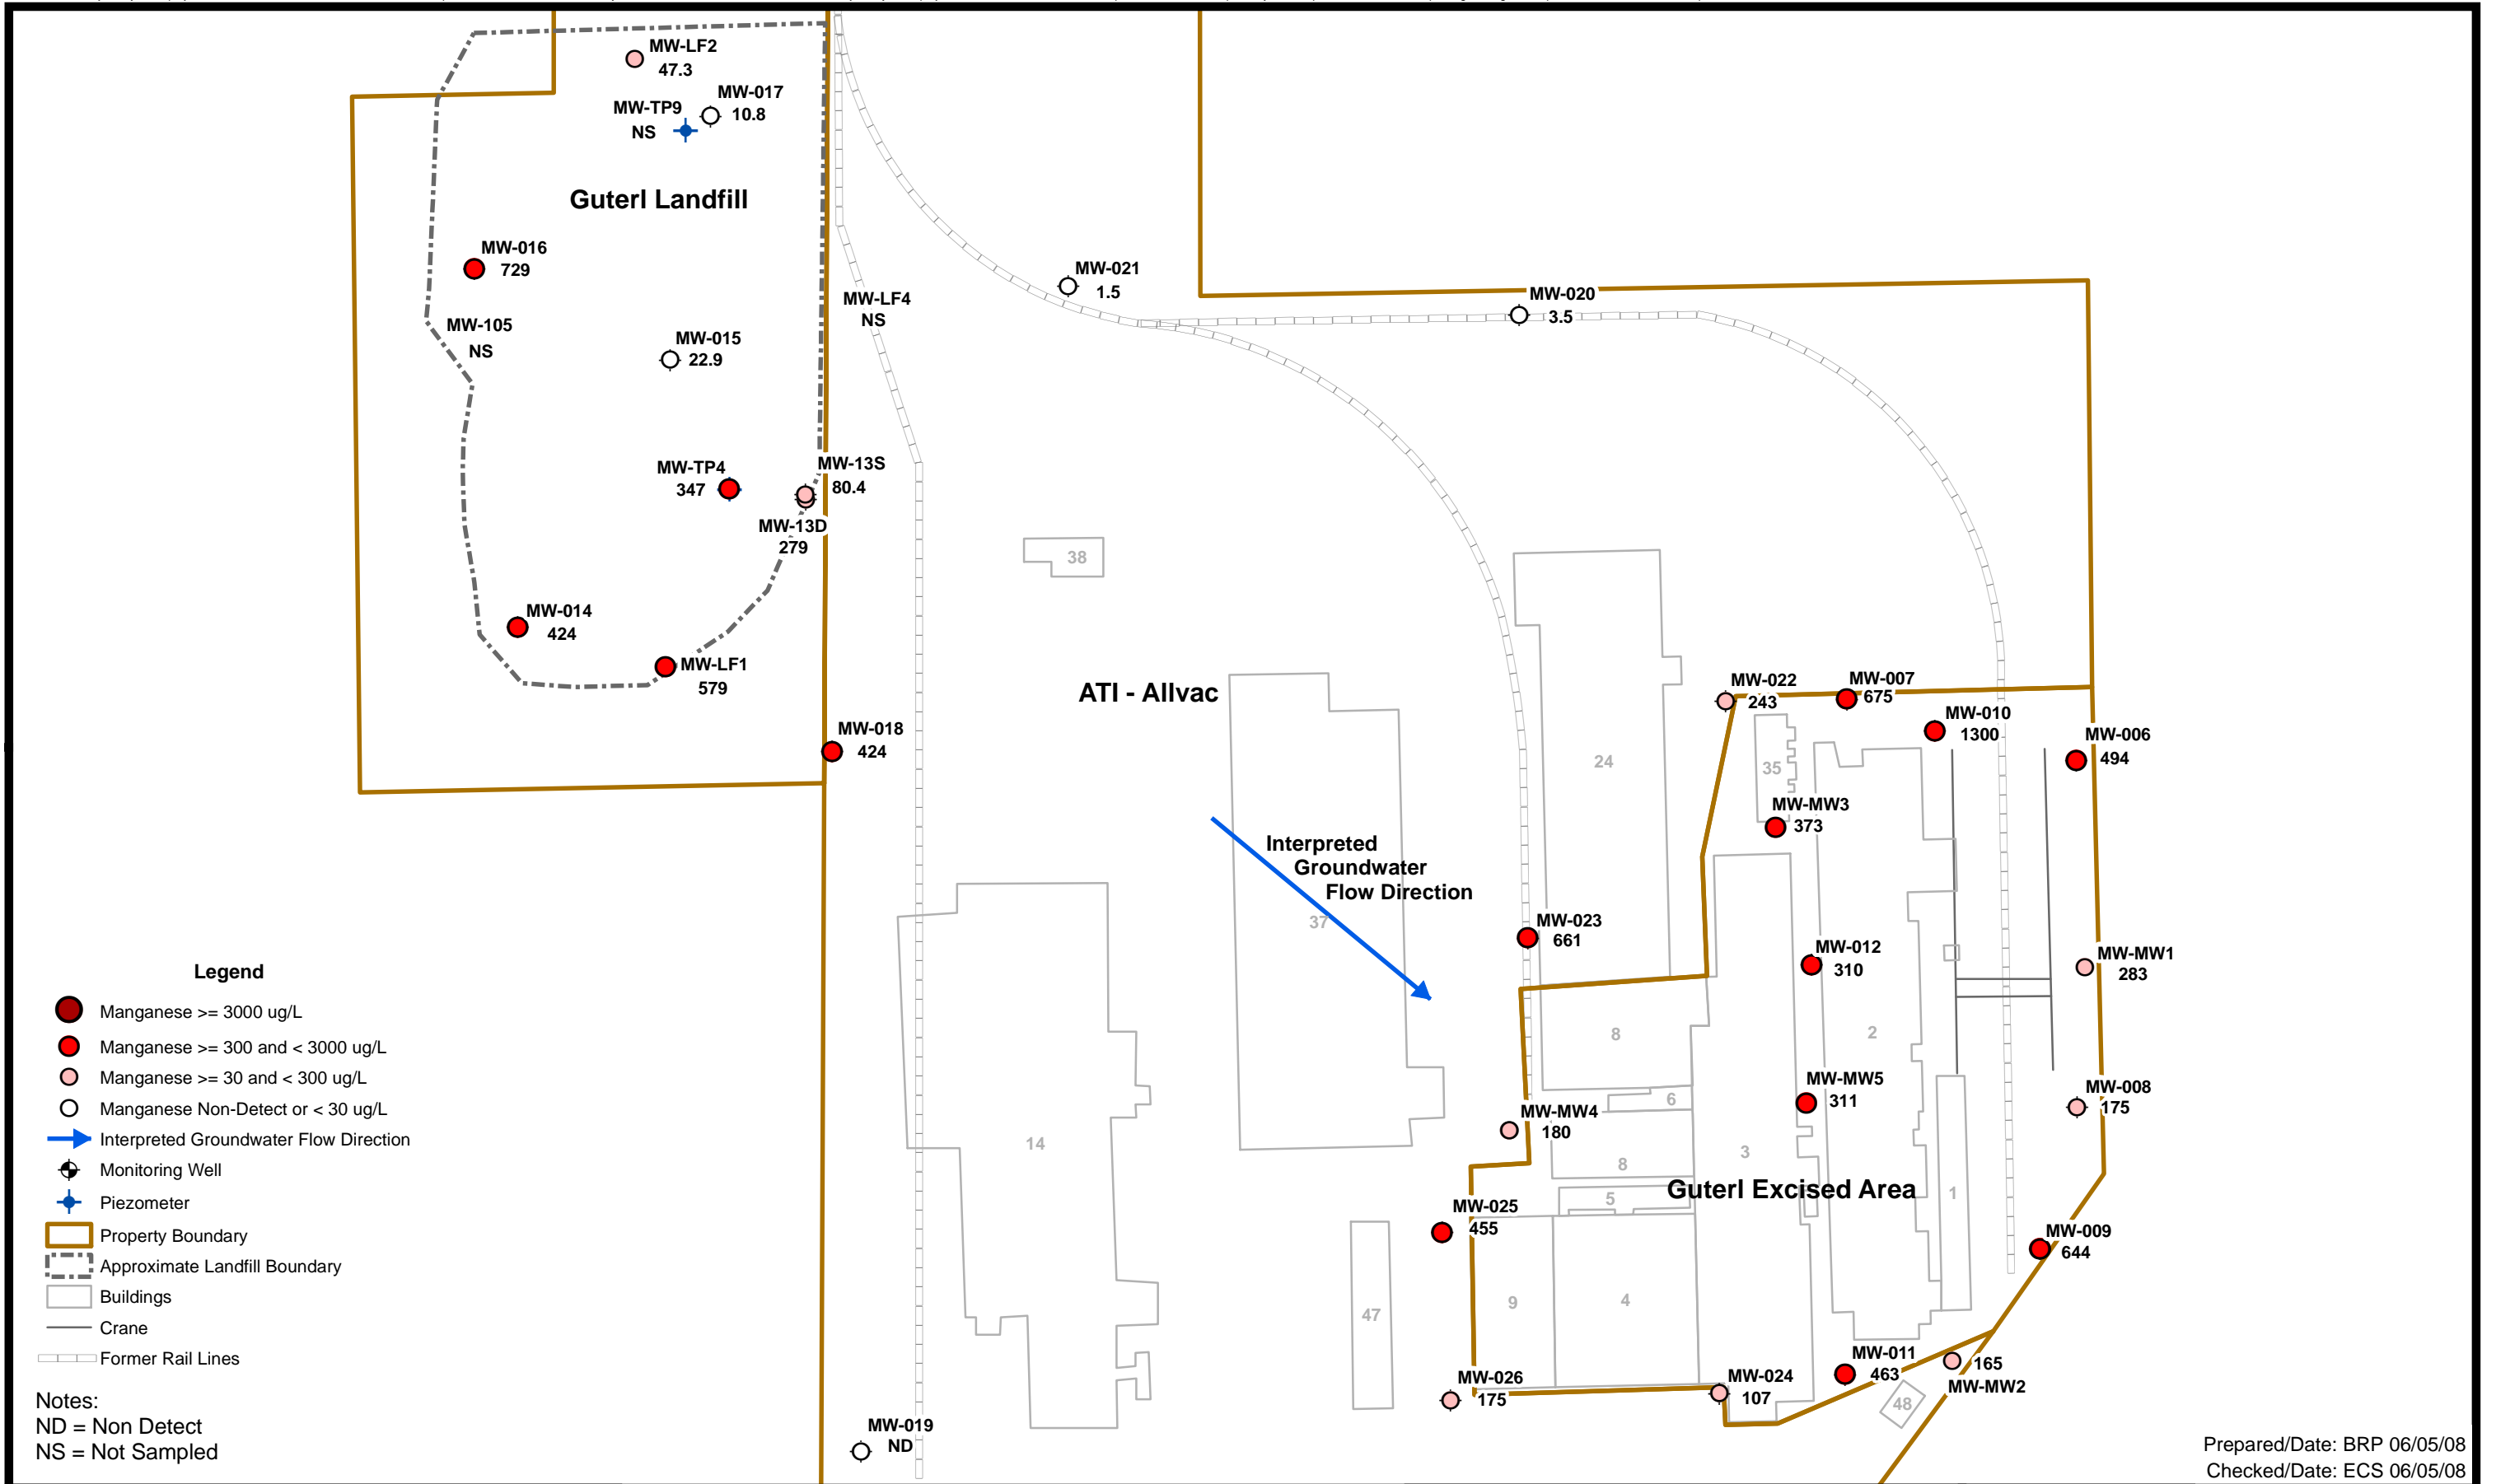 MW-LF2
47.3
MW-017
10.8
MW-TP9
NS
Guterl Landfill
MW-016
729
MW-105
NS
MW-015
22.9
MW-LF4
NS
MW-021
1.5
MW-020
3.5
MW-TP4
347
MW-13S
80.4
MW-13D
279
MW-014
424
MW-LF1
579
MW-018
424
38
ATI - Allvac
24
MW-022
243
MW-007
675
MW-010
1300
MW-006
494
35
MW-MW3
373
Interpreted
Groundwater
Flow Direction
37
MW-023
661
MW-012
310
MW-MW1
283
8
2
MW-MW5
311
MW-008
175
6
MW-MW4
180
14
8
3
Guterl Excised Area
5
1
MW-025
455
MW-009
644
47
9
4
MW-011
463
165
MW-MW2
MW-026
175
MW-024
107
48
MW-019
ND
Legend
Manganese >= 3000 ug/L
Manganese >= 300 and < 3000 ug/L
Manganese >= 30 and < 300 ug/L
Manganese Non-Detect or < 30 ug/L
Interpreted Groundwater Flow Direction
Monitoring Well
Piezometer
Property Boundary
Approximate Landfill Boundary
Buildings
Crane
Former Rail Lines
Notes:
ND = Non Detect
NS = Not Sampled
Prepared/Date: BRP 06/05/08
Checked/Date: ECS 06/05/08